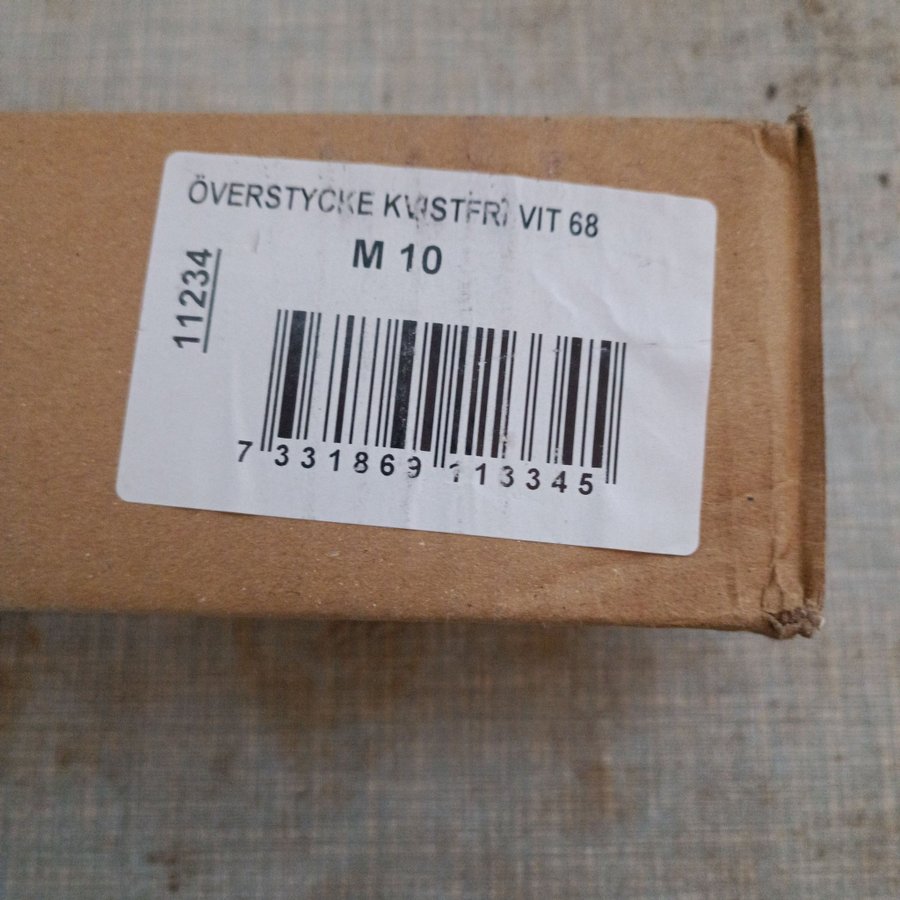 ÖVERSTYCKE KVISTFRI VIT 68
M 10
11234
7 331869 113345